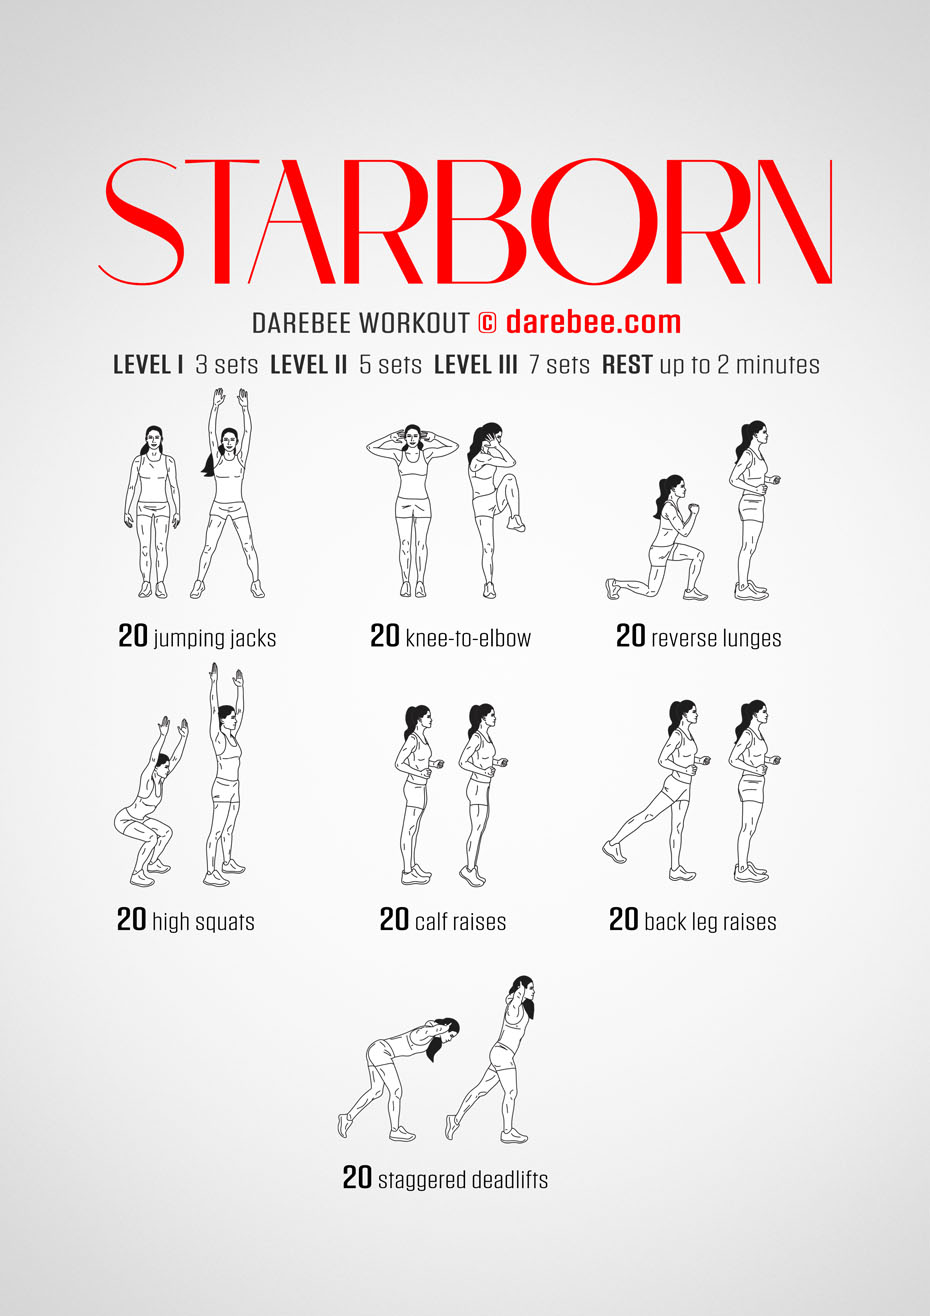 STARBORN
DAREBEE WORKOUT © darebee.com
LEVEL I 3 sets LEVEL II 5 sets LEVEL III 7 sets REST up to 2 minutes
20 jumping jacks
20 knee-to-elbow
20 reverse lunges
20 high squats
20 calf raises
20 back leg raises
20 staggered deadlifts